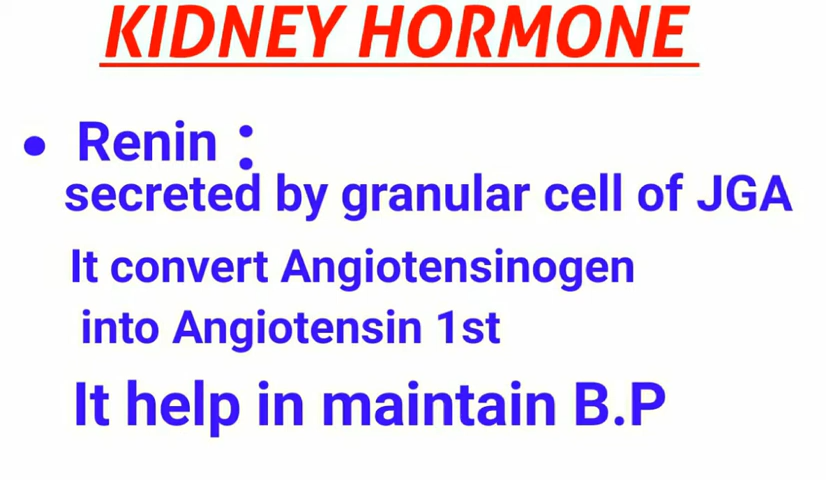 KIDNEY HORMONE
• Renin :
secreted by granular cell of JGA
It convert Angiotensinogen
into Angiotensin 1st
It help in maintain B.P